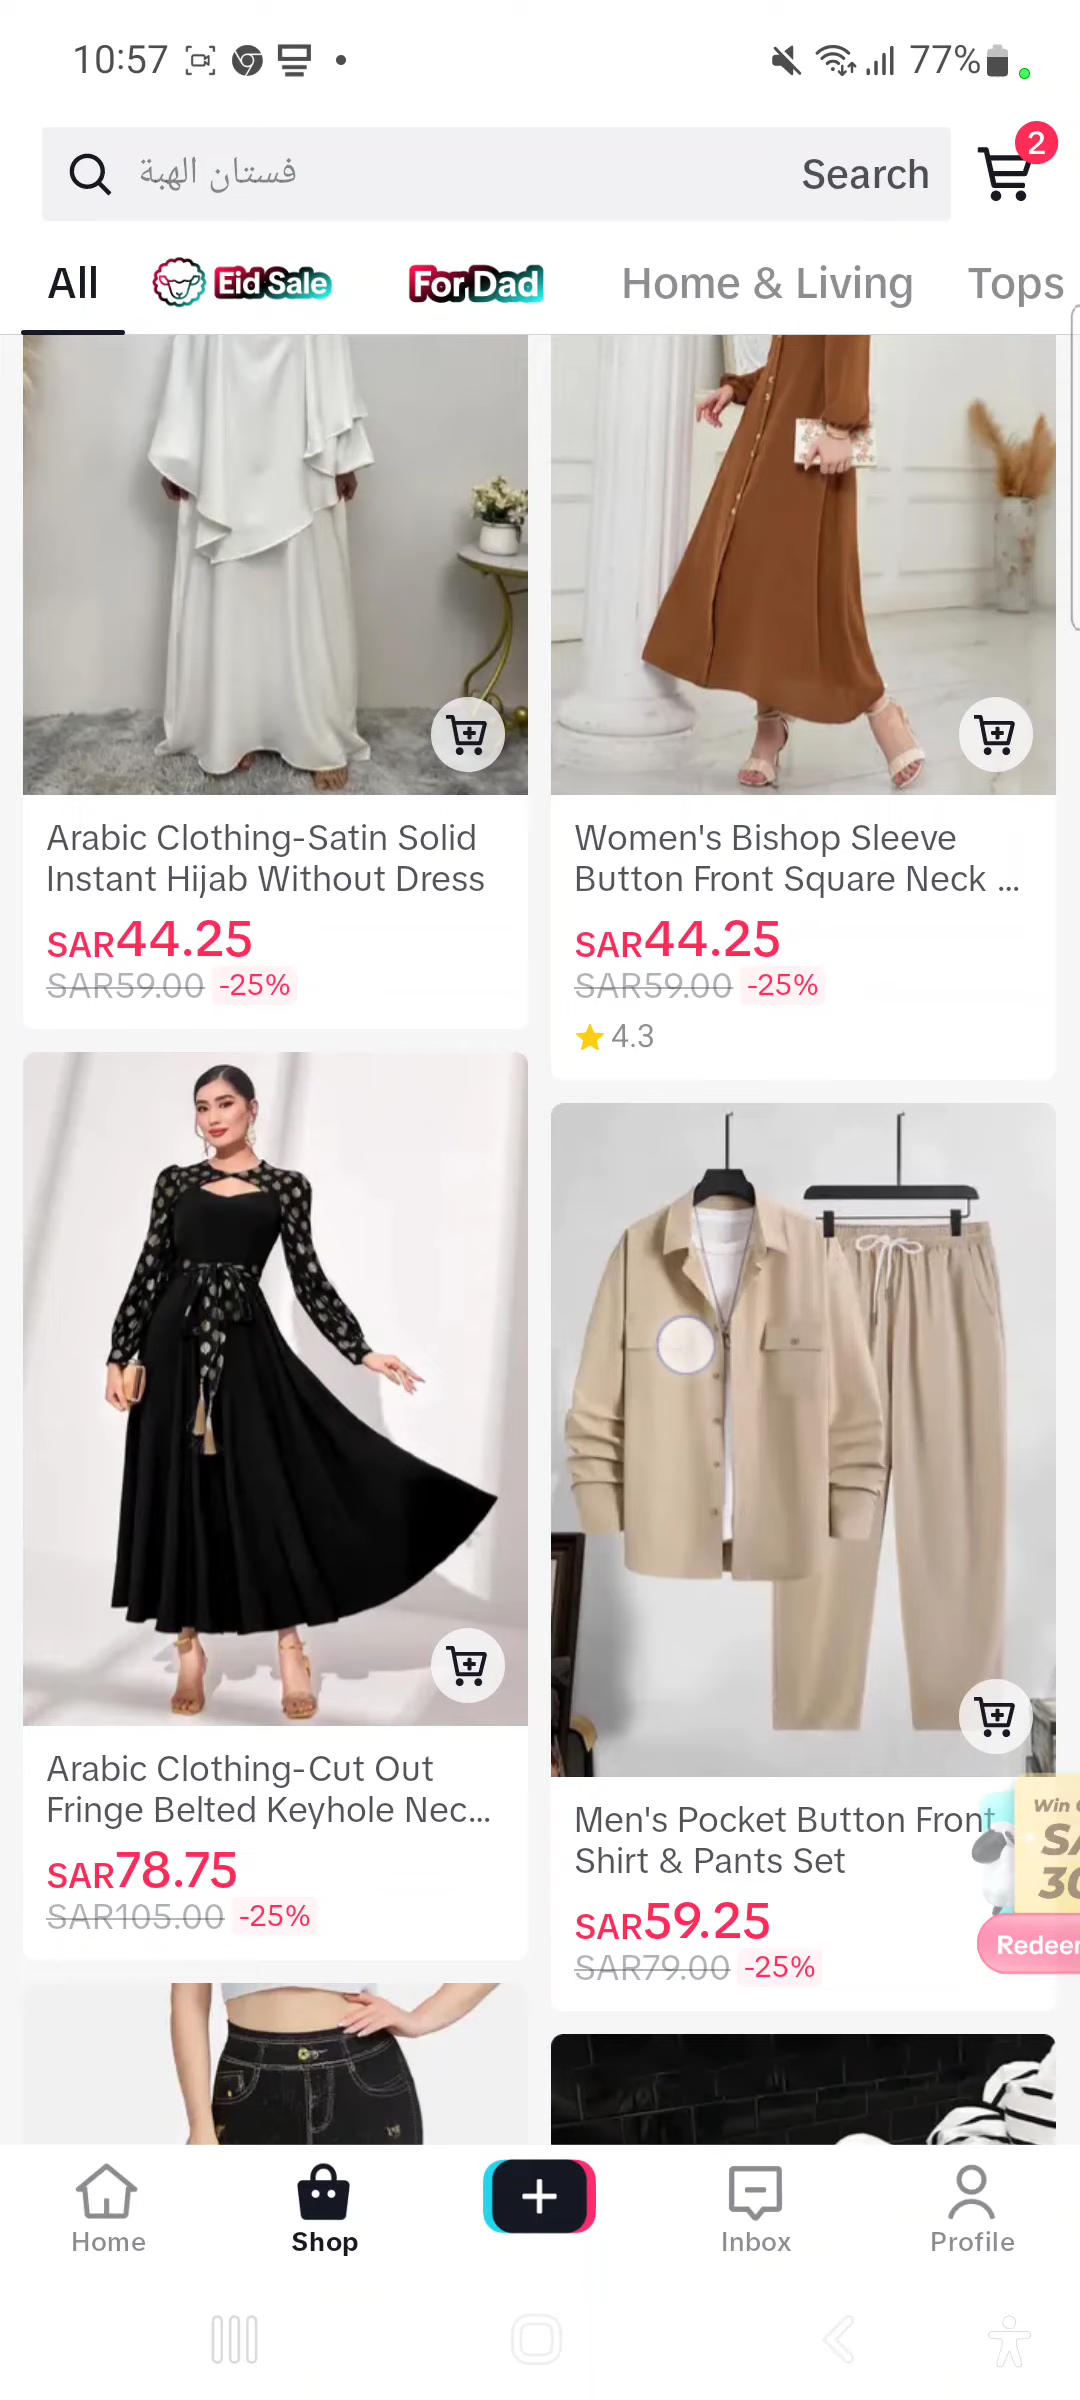 10:57
77%
فستان الهبة
Search
2
All
Eid Sale
For Dad
Home & Living
Tops
Arabic Clothing-Satin Solid
Instant Hijab Without Dress
SAR44.25
SAR59.00 -25%
Women's Bishop Sleeve
Button Front Square Neck ...
SAR44.25
SAR59.00 -25%
4.3
Arabic Clothing-Cut Out
Fringe Belted Keyhole Nec...
SAR78.75
SAR105.00 -25%
Men's Pocket Button Front
Shirt & Pants Set
SAR59.25
SAR79.00 -25%
Win
Home
Shop
Inbox
Profile